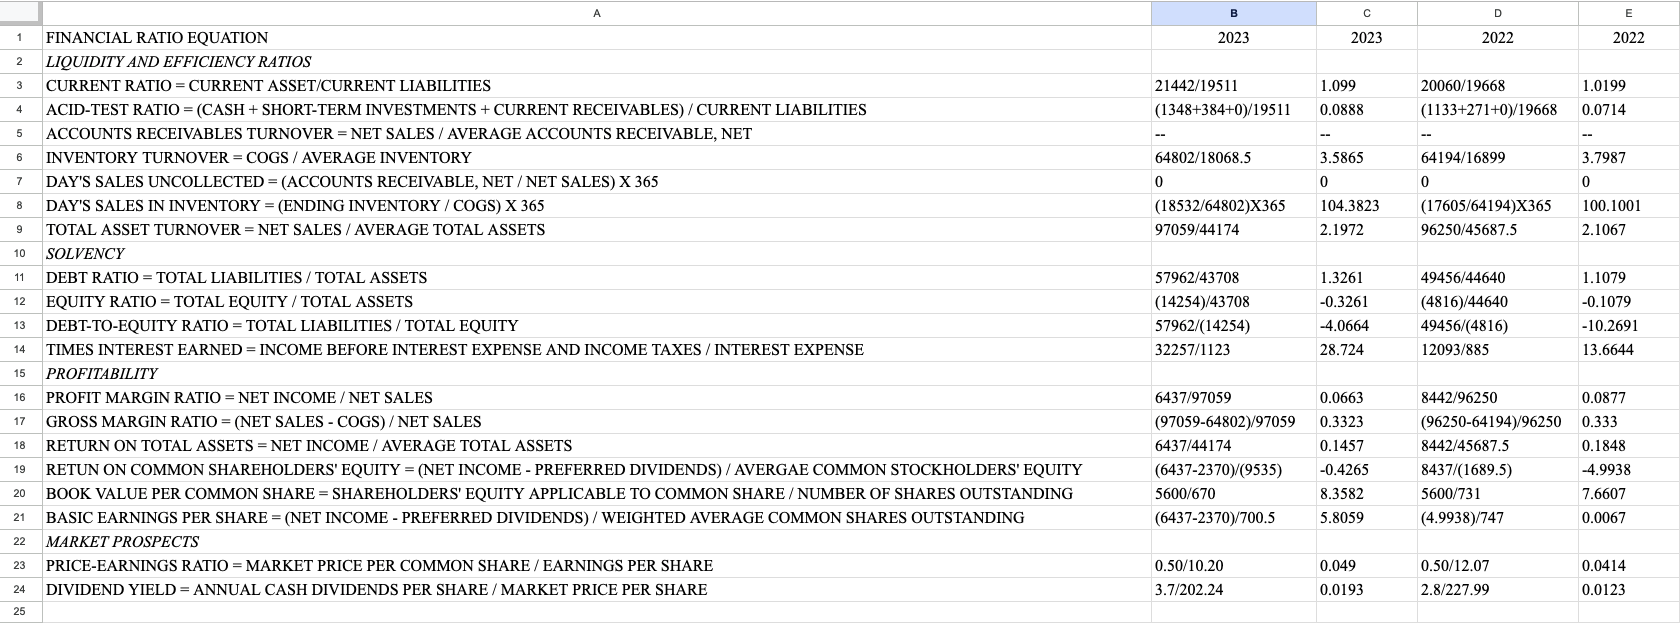 A B C D E
1 FINANCIAL RATIO EQUATION 2023 2023 2022 2022
2 LIQUIDITY AND EFFICIENCY RATIOS
3 CURRENT RATIO = CURRENT ASSET/CURRENT LIABILITIES 21442/19511 1.099 20060/19668 1.0199
4 ACID-TEST RATIO = (CASH + SHORT-TERM INVESTMENTS + CURRENT RECEIVABLES) / CURRENT LIABILITIES (1348+384+0)/19511 0.0888 (1133+271+0)/19668 0.0714
5 ACCOUNTS RECEIVABLES TURNOVER = NET SALES / AVERAGE ACCOUNTS RECEIVABLE, NET -- -- -- --
6 INVENTORY TURNOVER = COGS / AVERAGE INVENTORY 64802/18068.5 3.5865 64194/16899 3.7987
7 DAY'S SALES UNCOLLECTED = (ACCOUNTS RECEIVABLE, NET / NET SALES) X 365 0 0 0 0
8 DAY'S SALES IN INVENTORY = (ENDING INVENTORY / COGS) X 365 (18532/64802)X365 104.3823 (17605/64194)X365 100.1001
9 TOTAL ASSET TURNOVER = NET SALES / AVERAGE TOTAL ASSETS 97059/44174 2.1972 96250/45687.5 2.1067
10 SOLVENCY
11 DEBT RATIO = TOTAL LIABILITIES / TOTAL ASSETS 57962/43708 1.3261 49456/44640 1.1079
12 EQUITY RATIO = TOTAL EQUITY / TOTAL ASSETS (14254)/43708 -0.3261 (4816)/44640 -0.1079
13 DEBT-TO-EQUITY RATIO = TOTAL LIABILITIES / TOTAL EQUITY 57962/(14254) -4.0664 49456/(4816) -10.2691
14 TIMES INTEREST EARNED = INCOME BEFORE INTEREST EXPENSE AND INCOME TAXES / INTEREST EXPENSE 32257/1123 28.724 12093/885 13.6644
15 PROFITABILITY
16 PROFIT MARGIN RATIO = NET INCOME / NET SALES 6437/97059 0.0663 8442/96250 0.0877
17 GROSS MARGIN RATIO = (NET SALES - COGS) / NET SALES (97059-64802)/97059 0.3323 (96250-64194)/96250 0.333
18 RETURN ON TOTAL ASSETS = NET INCOME / AVERAGE TOTAL ASSETS 6437/44174 0.1457 8442/45687.5 0.1848
19 RETUN ON COMMON SHAREHOLDERS' EQUITY = (NET INCOME - PREFERRED DIVIDENDS) / AVERGAE COMMON STOCKHOLDERS' EQUITY (6437-2370)/(9535) -0.4265 8437/(1689.5) -4.9938
20 BOOK VALUE PER COMMON SHARE = SHAREHOLDERS' EQUITY APPLICABLE TO COMMON SHARE / NUMBER OF SHARES OUTSTANDING 5600/670 8.3582 5600/731 7.6607
21 BASIC EARNINGS PER SHARE = (NET INCOME - PREFERRED DIVIDENDS) / WEIGHTED AVERAGE COMMON SHARES OUTSTANDING (6437-2370)/700.5 5.8059 (4.9938)/747 0.0067
22 MARKET PROSPECTS
23 PRICE-EARNINGS RATIO = MARKET PRICE PER COMMON SHARE / EARNINGS PER SHARE 0.50/10.20 0.049 0.50/12.07 0.0414
24 DIVIDEND YIELD = ANNUAL CASH DIVIDENDS PER SHARE / MARKET PRICE PER SHARE 3.7/202.24 0.0193 2.8/227.99 0.0123
25